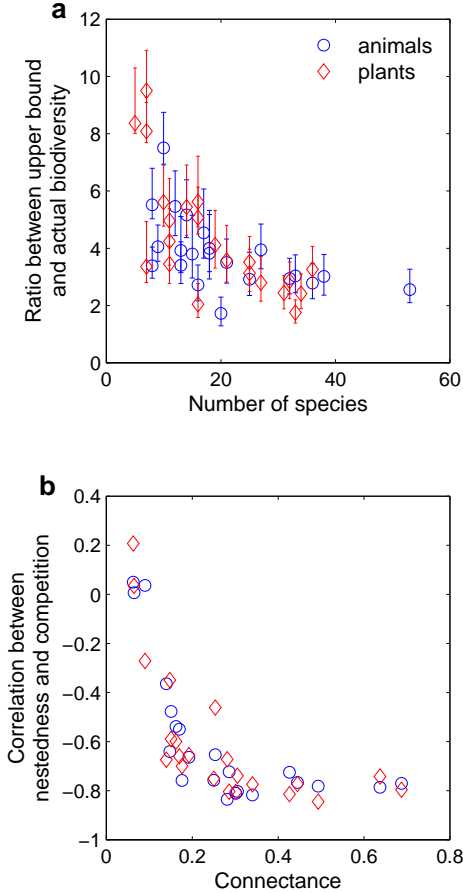 a
12
10
8
6
4
2
0
animals
plants
Ratio between upper bound
and actual biodiversity
0 20 40 60
Number of species
b
0.4
0.2
0
−0.2
−0.4
−0.6
−0.8
−1
Correlation between
nestedness and competition
0 0.2 0.4 0.6 0.8
Connectance